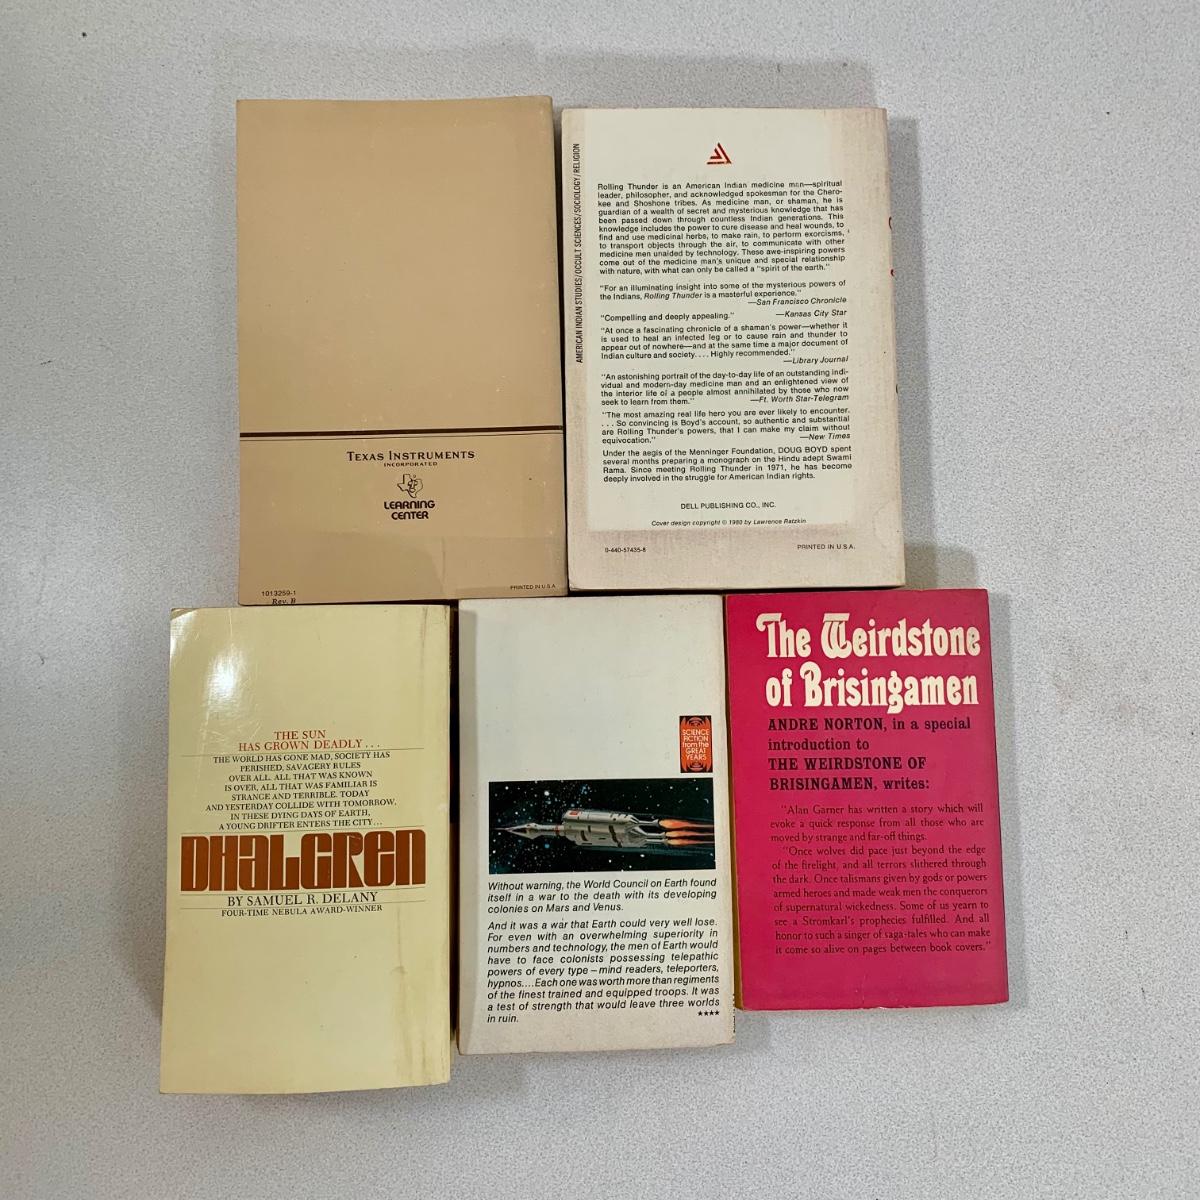 TEXAS INSTRUMENTS
INCORPORATED
LEARNING
CENTER
1013259-1
Rev. B
PRINTED IN U.S.A.
AMERICAN INDIAN STUDIES/OCCULT SCIENCES/SOCIOLOGY/RELIGION
Rolling Thunder is an American Indian medicine man—spiritual
leader, philosopher, and acknowledged spokesman for the Chero-
kee and Shoshone tribes. As medicine man, or shaman, he is
guardian of a wealth of secret and mysterious knowledge that has
been passed down through countless Indian generations. This
knowledge includes the power to cure disease and heal wounds, to
find and use medicinal herbs, to make rain, to perform exorcisms,
to transport objects through the air, to communicate with other
medicine men unaided by technology. These awe-inspiring powers
come out of the medicine man's unique and special relationship
with nature, with what can only be called a "spirit of the earth."
"For an illuminating insight into some of the mysterious powers of
the Indians, Rolling Thunder is a masterful experience."
—San Francisco Chronicle
"Compelling and deeply appealing." —Kansas City Star
"At once a fascinating chronicle of a shaman's power—whether it
is used to heal an infected leg or to cause rain and thunder to
appear out of nowhere—and at the same time a major document of
Indian culture and society.... Highly recommended."
—Library Journal
"An astonishing portrait of the day-to-day life of an outstanding indi-
vidual and modern-day medicine man and an enlightened view of
the interior life of a people almost annihilated by those who now
seek to learn from them." —Ft. Worth Star-Telegram
"The most amazing real life hero you are ever likely to encounter.
. . . So convincing is Boyd's account, so authentic and substantial
are Rolling Thunder's powers, that I can make my claim without
equivocation." —New Times
Under the aegis of the Menninger Foundation, DOUG BOYD spent
several months preparing a monograph on the Hindu adept Swami
Rama. Since meeting Rolling Thunder in 1971, he has become
deeply involved in the struggle for American Indian rights.
DELL PUBLISHING CO., INC.
Cover design copyright © 1980 by Lawrence Ratzkin
0-440-57435-8
PRINTED IN U.S.A.
THE SUN
HAS GROWN DEADLY . . .
THE WORLD HAS GONE MAD, SOCIETY HAS
PERISHED, SAVAGERY RULES
OVER ALL. ALL THAT WAS KNOWN
IS OVER, ALL THAT WAS FAMILIAR IS
STRANGE AND TERRIBLE. TODAY
AND YESTERDAY COLLIDE WITH TOMORROW.
IN THESE DYING DAYS OF EARTH,
A YOUNG DRIFTER ENTERS THE CITY...
DHALGREN
BY SAMUEL R. DELANY
FOUR-TIME NEBULA AWARD-WINNER
SCIENCE
FICTION
from the
GREAT
YEARS
Without warning, the World Council on Earth found
itself in a war to the death with its developing
colonies on Mars and Venus.
And it was a war that Earth could very well lose.
For even with an overwhelming superiority in
numbers and technology, the men of Earth would
have to face colonists possessing telepathic
powers of every type – mind readers, teleporters,
hypnos....Each one was worth more than regiments
of the finest trained and equipped troops. It was
a test of strength that would leave three worlds
in ruin. ★★★★
The Weirdstone
of Brisingamen
ANDRE NORTON, in a special
introduction to
THE WEIRDSTONE OF
BRISINGAMEN, writes:
"Alan Garner has written a story which will
evoke a quick response from all those who are
moved by strange and far-off things.
"Once wolves did pace just beyond the edge
of the firelight, and all terrors slithered through
the dark. Once talismans given by gods or powers
armed heroes and made weak men the conquerors
of supernatural wickedness. Some of us yearn to
see a Stromkarl's prophecies fulfilled. And all
honor to such a singer of saga-tales who can make
it come so alive on pages between book covers."